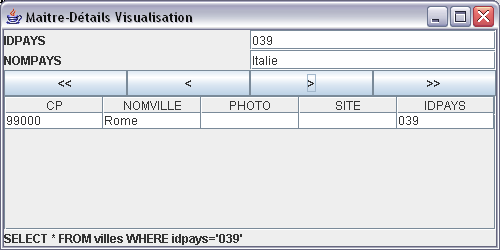 Maitre-Détails Visualisation
IDPAYS 039
NOMPAYS Italie
<< < > >>
CP NOMVILLE PHOTO SITE IDPAYS
99000 Rome 039
SELECT * FROM villes WHERE idpays='039'